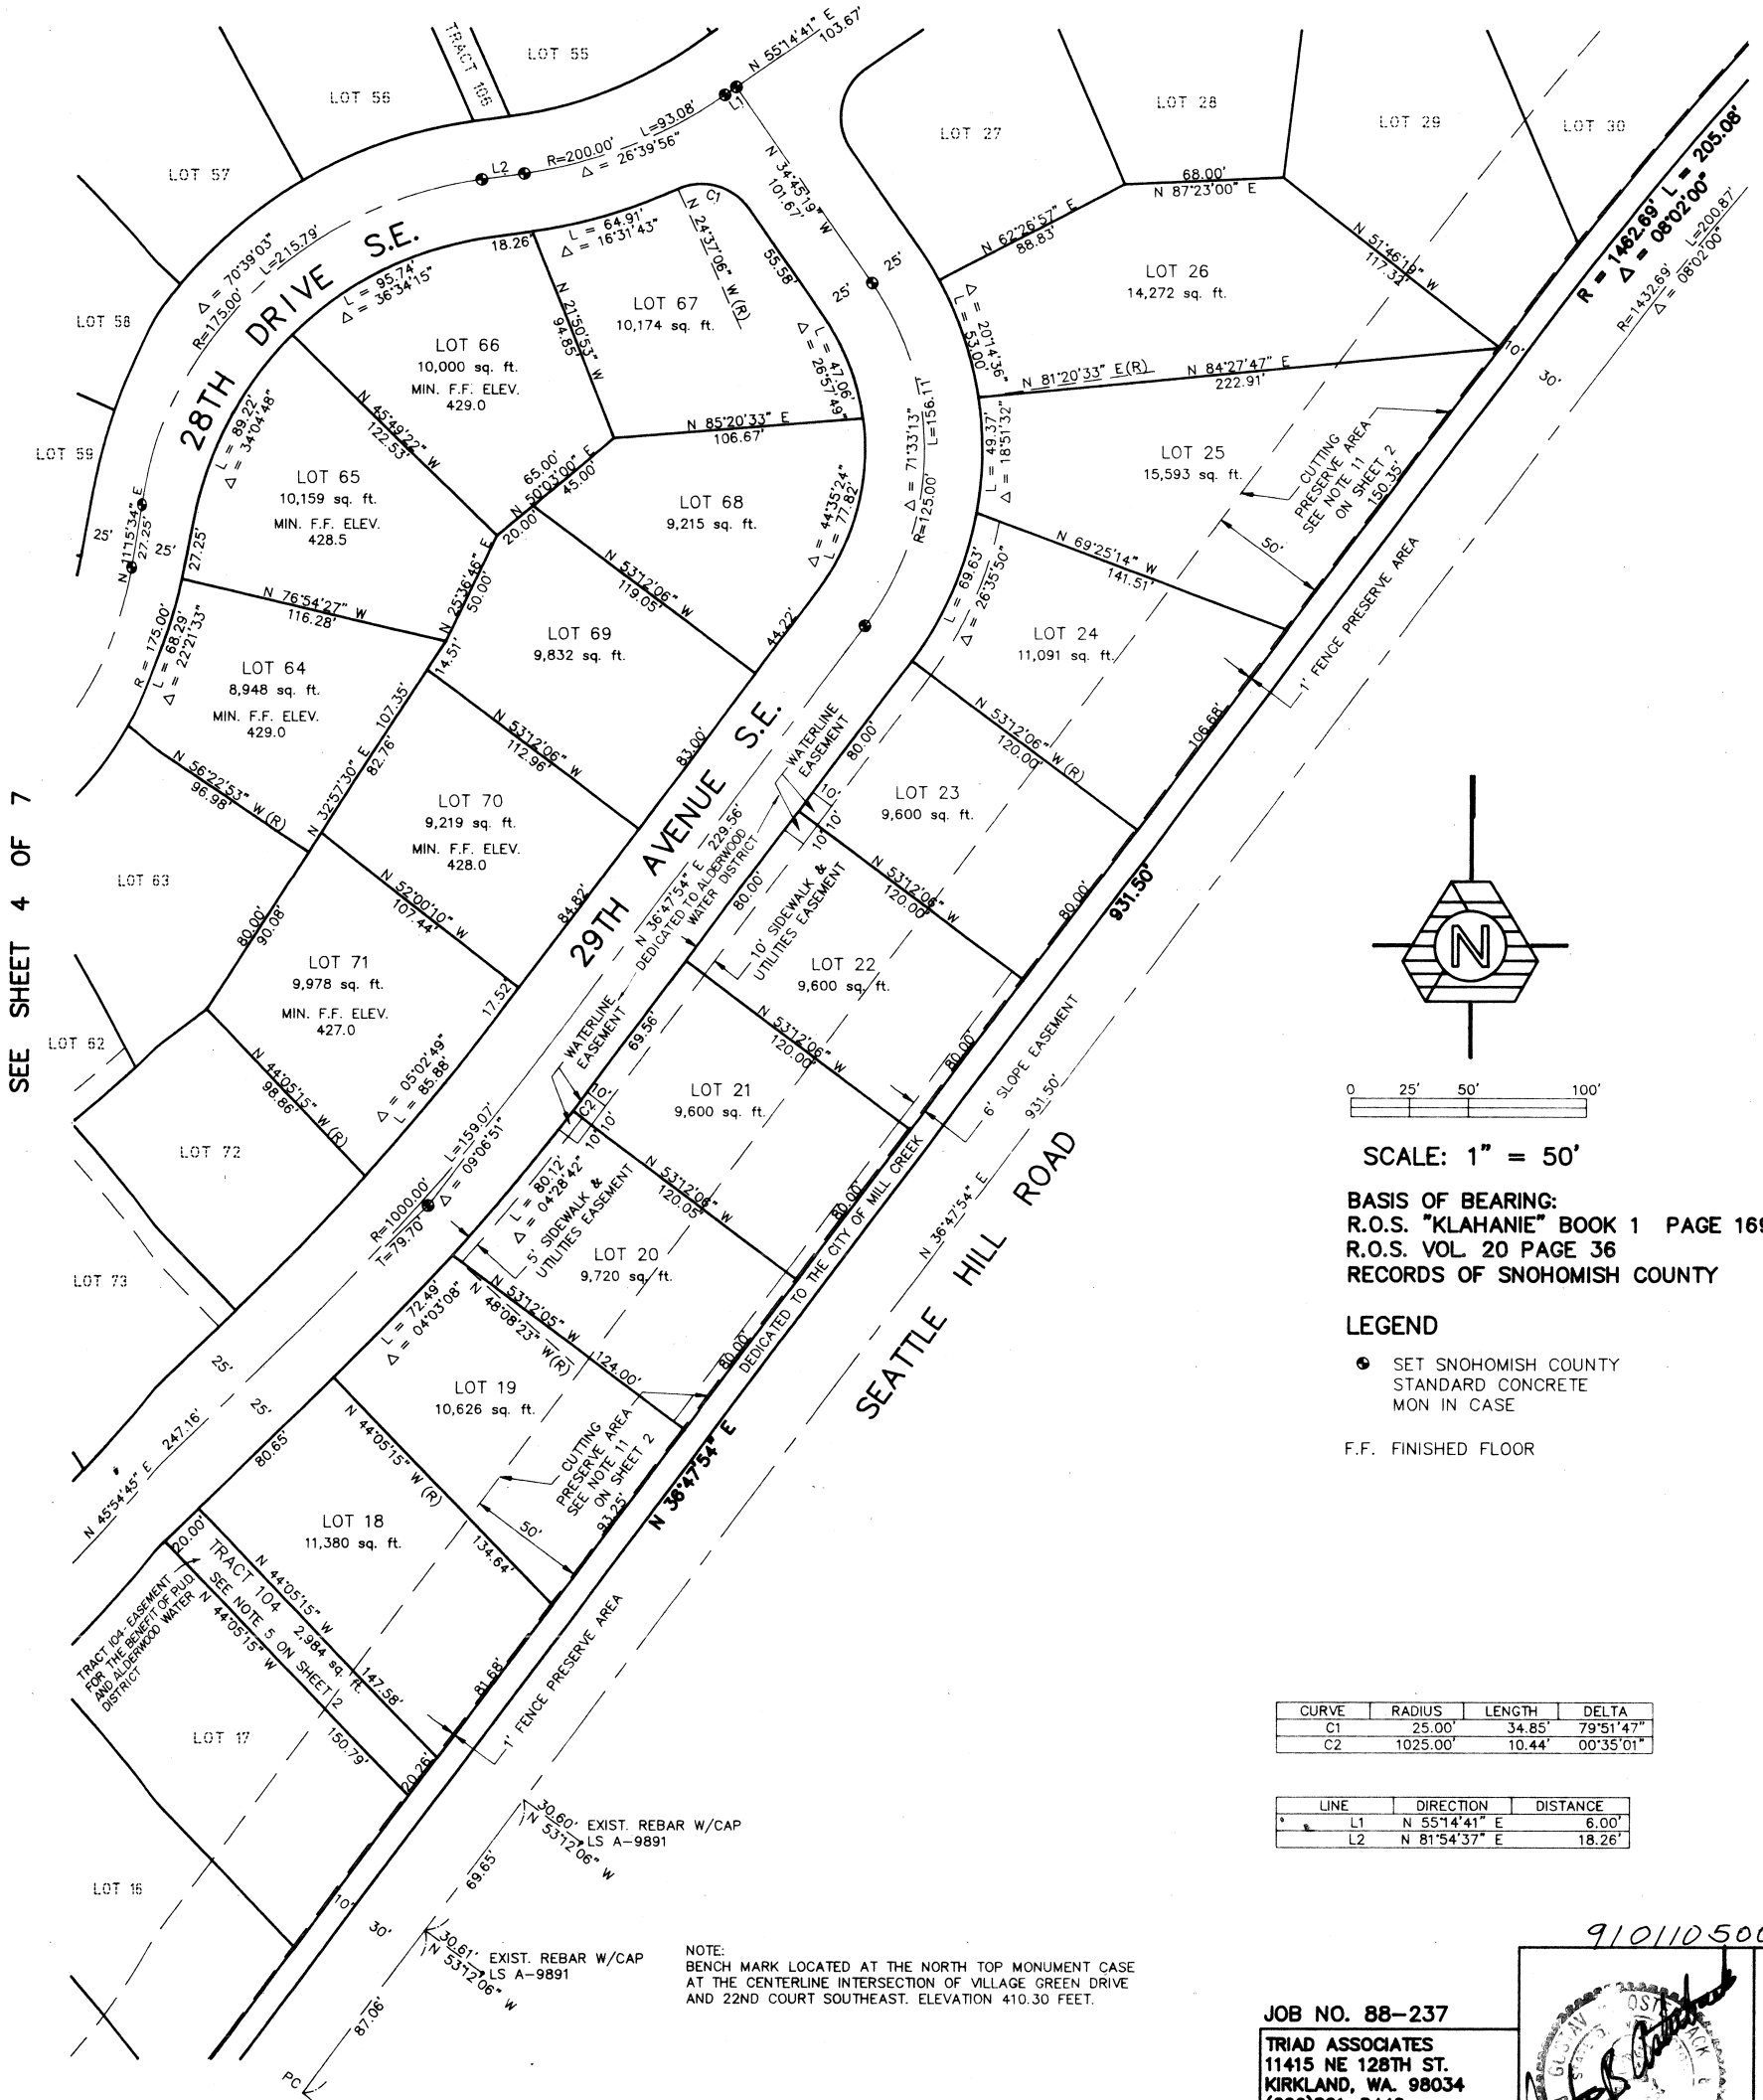 LOT 55
LOT 56
TRACT 106
LOT 57
LOT 58
LOT 59
LOT 27
LOT 28
LOT 29
LOT 30
N 55°14'41" E
103.67'
L1
L=93.08'
R=200.00'
Δ = 26°39'56"
L2
N 34°45'19" W
101.67'
Δ = 70°39'03"
R=175.00'
L=215.79'
28TH DRIVE S.E.
18.26'
L = 64.91'
Δ = 16°31'43"
C1
N 24°37'06" W (R)
55.58'
L = 95.74'
Δ = 36°34'15"
LOT 67
10,174 sq. ft.
N 21°50'53" W
94.85'
L = 47.06'
Δ = 26°57'49"
25'
25'
LOT 66
10,000 sq. ft.
MIN. F.F. ELEV.
429.0
N 45°49'22" W
122.53'
N 85°20'33" E
106.67'
L = 89.22'
Δ = 34°04'48"
LOT 65
10,159 sq. ft.
MIN. F.F. ELEV.
428.5
65.00'
N 50°03'00" E
45.00'
20.00'
LOT 68
9,215 sq. ft.
Δ = 44°35'24"
L = 77.82'
Δ = 71°33'13"
R=125.00'
L=156.11'
N 62°26'57" E
88.83'
68.00'
N 87°23'00" E
N 51°46'19" W
117.32'
LOT 26
14,272 sq. ft.
Δ = 20°14'36"
L = 53.00'
N 81°20'33" E(R)
N 84°27'47" E
222.91'
R = 1462.69' L = 205.08'
Δ = 08°02'00"
R=1432.69' L=200.87'
Δ = 08°02'00"
10'
30'
L = 49.37'
Δ = 18°51'32"
LOT 25
15,593 sq. ft.
CUTTING
PRESERVE AREA
SEE NOTE 11
ON SHEET 2
150.35'
50'
N 69°25'14" W
141.51'
1' FENCE PRESERVE AREA
L = 69.63'
Δ = 26°35'50"
LOT 24
11,091 sq. ft.
106.68'
N 11°15'34" E
27.25'
25'
25'
27.25'
N 76°54'27" W
116.28'
N 25°36'46" E
50.00'
14.51'
N 53°12'06" W
119.05'
44.22'
LOT 69
9,832 sq. ft.
R = 175.00'
L = 68.29'
Δ = 22°21'33"
LOT 64
8,948 sq. ft.
MIN. F.F. ELEV.
429.0
107.35'
N 53°12'06" W
112.96'
83.00'
N 56°22'53" W (R)
96.98'
N 32°57'30" E
82.76'
LOT 70
9,219 sq. ft.
MIN. F.F. ELEV.
428.0
N 52°00'10" W
107.44'
84.82'
29TH AVENUE S.E.
N 36°47'54" E 229.56'
DEDICATED TO ALDERWOOD
WATER DISTRICT
WATERLINE
EASEMENT
80.00'
10'
10'
10'
N 53°12'06" W (R)
120.00'
LOT 23
9,600 sq. ft.
80.00'
10' SIDEWALK &
UTILITIES EASEMENT
N 53°12'06" W
120.00'
80.00'
931.50'
LOT 22
9,600 sq. ft.
LOT 63
80.00'
90.08'
LOT 71
9,978 sq. ft.
MIN. F.F. ELEV.
427.0
17.52'
LOT 62
N 44°05'15" W (R)
98.86'
Δ = 05°02'49"
L = 85.88'
WATERLINE
EASEMENT
69.56'
N 53°12'06" W
120.00'
80.00'
6' SLOPE EASEMENT
LOT 21
9,600 sq. ft.
10'
C2
10'
10'
LOT 72
L=159.07'
R=1000.00'
Δ = 09°06'51"
T=79.70'
L = 80.12'
Δ = 04°28'42"
5' SIDEWALK &
UTILITIES EASEMENT
N 53°12'06" W
120.05'
80.00'
931.50'
N 36°47'54" E
SEATTLE HILL ROAD
LOT 20
9,720 sq. ft.
DEDICATED TO THE CITY OF MILL CREEK
LOT 73
L = 72.49'
Δ = 04°03'08"
N 53°12'05" W
N 48°08'23" W (R)
124.00'
80.00'
25'
25'
LOT 19
10,626 sq. ft.
CUTTING
PRESERVE AREA
SEE NOTE 11
ON SHEET 2
93.25'
N 36°47'54" E
50'
N 44°05'15" W (R)
134.64'
247.16'
N 45°54'45" E
80.65'
LOT 18
11,380 sq. ft.
20.00'
TRACT 104
SEE NOTE 5 ON SHEET 2
2,984 sq. ft.
N 44°05'15" W
147.58'
N 44°05'15" W
150.79'
TRACT 104-EASEMENT
FOR THE BENEFIT OF P.U.D.
AND ALDERWOOD WATER
DISTRICT
81.68'
1' FENCE PRESERVE AREA
LOT 17
20.26'
LOT 16
30.60'
N 53°12'06" W
EXIST. REBAR W/CAP
LS A-9891
69.65'
10'
30'
30.61'
N 53°12'06" W
EXIST. REBAR W/CAP
LS A-9891
87.06'
PC
SEE SHEET 4 OF 7
N
0 25' 50' 100'
SCALE: 1" = 50'
BASIS OF BEARING:
R.O.S. "KLAHANIE" BOOK 1 PAGE 169
R.O.S. VOL. 20 PAGE 36
RECORDS OF SNOHOMISH COUNTY
LEGEND
SET SNOHOMISH COUNTY
STANDARD CONCRETE
MON IN CASE
F.F. FINISHED FLOOR
CURVE RADIUS LENGTH DELTA
C1 25.00' 34.85' 79°51'47"
C2 1025.00' 10.44' 00°35'01"
LINE DIRECTION DISTANCE
L1 N 55°14'41" E 6.00'
L2 N 81°54'37" E 18.26'
NOTE:
BENCH MARK LOCATED AT THE NORTH TOP MONUMENT CASE
AT THE CENTERLINE INTERSECTION OF VILLAGE GREEN DRIVE
AND 22ND COURT SOUTHEAST. ELEVATION 410.30 FEET.
910110500
JOB NO. 88-237
TRIAD ASSOCIATES
11415 NE 128TH ST.
KIRKLAND, WA. 98034